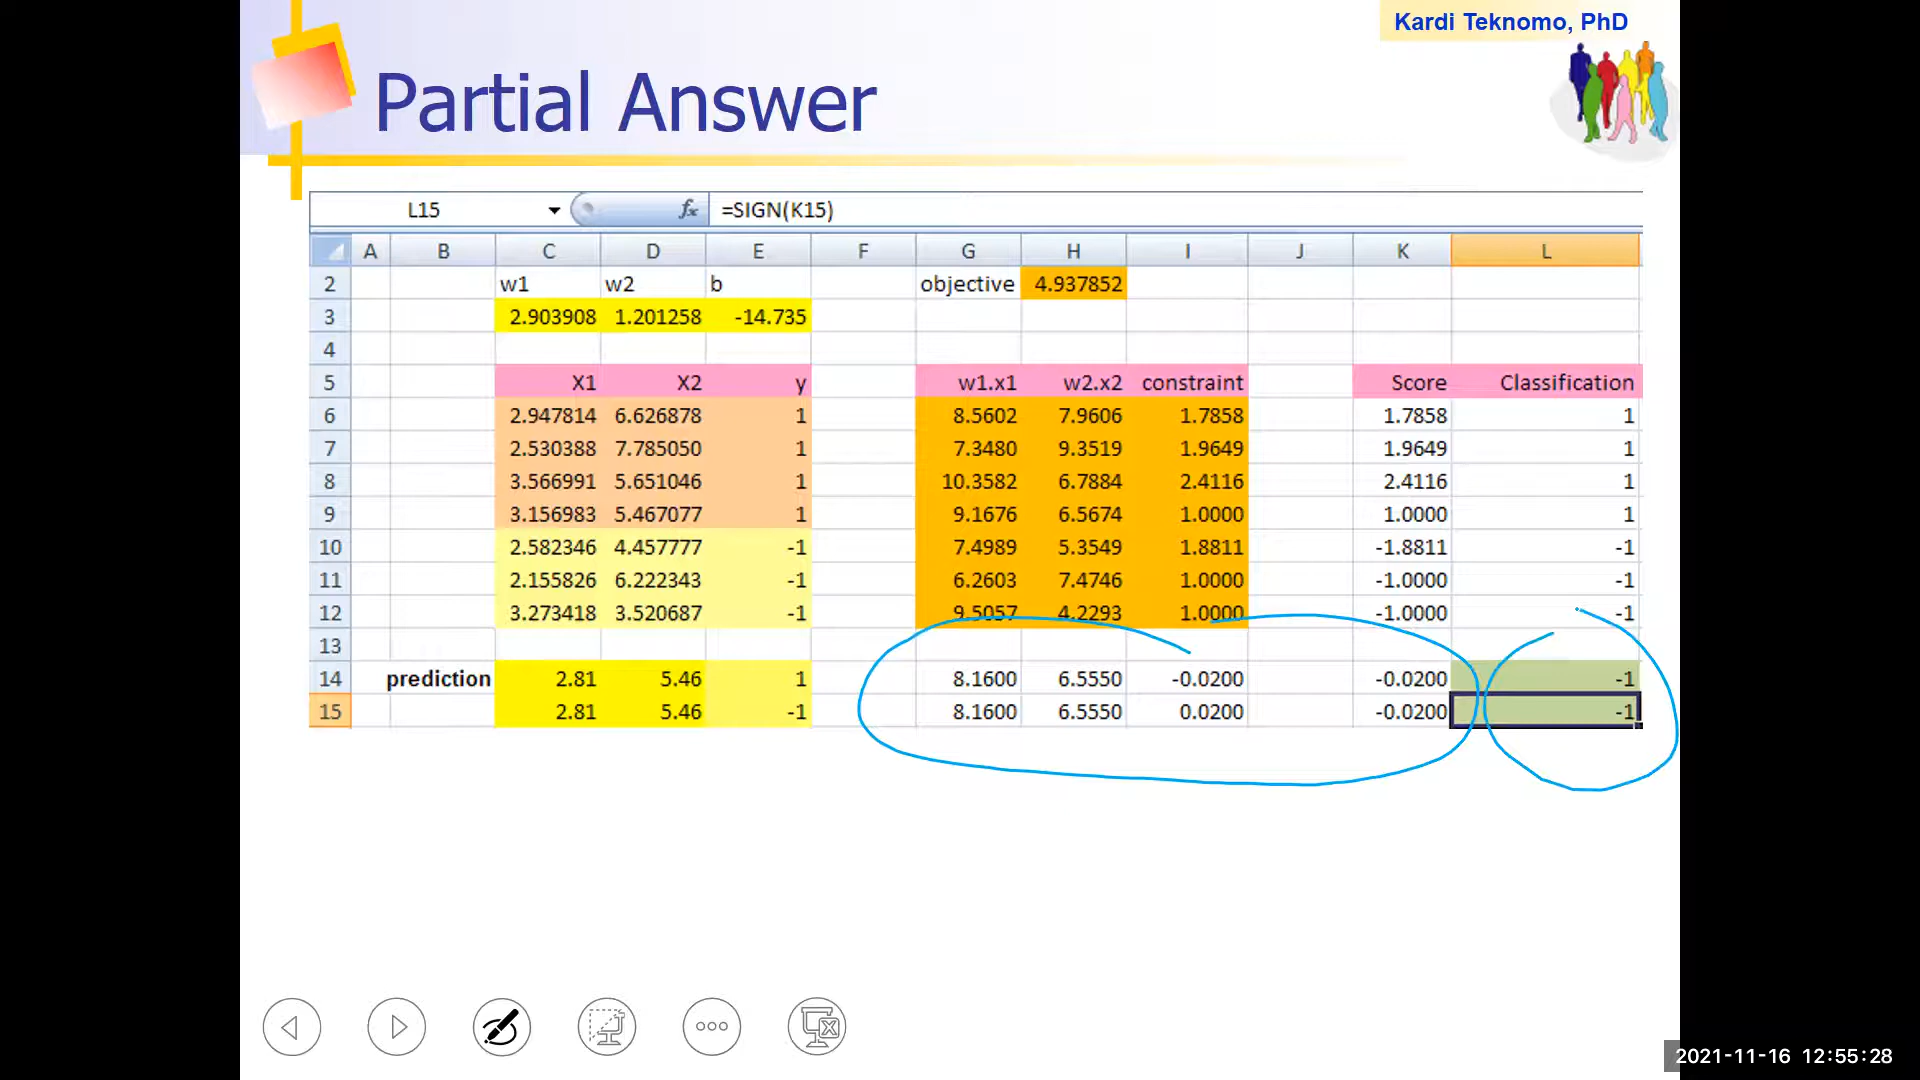 Kardi Teknomo, PhD
Partial Answer
L15 fx =SIGN(K15)
A B C D E F G H I J K L
2 w1 w2 b objective 4.937852
3 2.903908 1.201258 -14.735
4
5 X1 X2 y w1.x1 w2.x2 constraint Score Classification
6 2.947814 6.626878 1 8.5602 7.9606 1.7858 1.7858 1
7 2.530388 7.785050 1 7.3480 9.3519 1.9649 1.9649 1
8 3.566991 5.651046 1 10.3582 6.7884 2.4116 2.4116 1
9 3.156983 5.467077 1 9.1676 6.5674 1.0000 1.0000 1
10 2.582346 4.457777 -1 7.4989 5.3549 1.8811 -1.8811 -1
11 2.155826 6.222343 -1 6.2603 7.4746 1.0000 -1.0000 -1
12 3.273418 3.520687 -1 9.5057 4.2293 1.0000 -1.0000 -1
13
14 prediction 2.81 5.46 1 8.1600 6.5550 -0.0200 -0.0200 -1
15 2.81 5.46 -1 8.1600 6.5550 0.0200 -0.0200 -1
2021-11-16 12:55:28